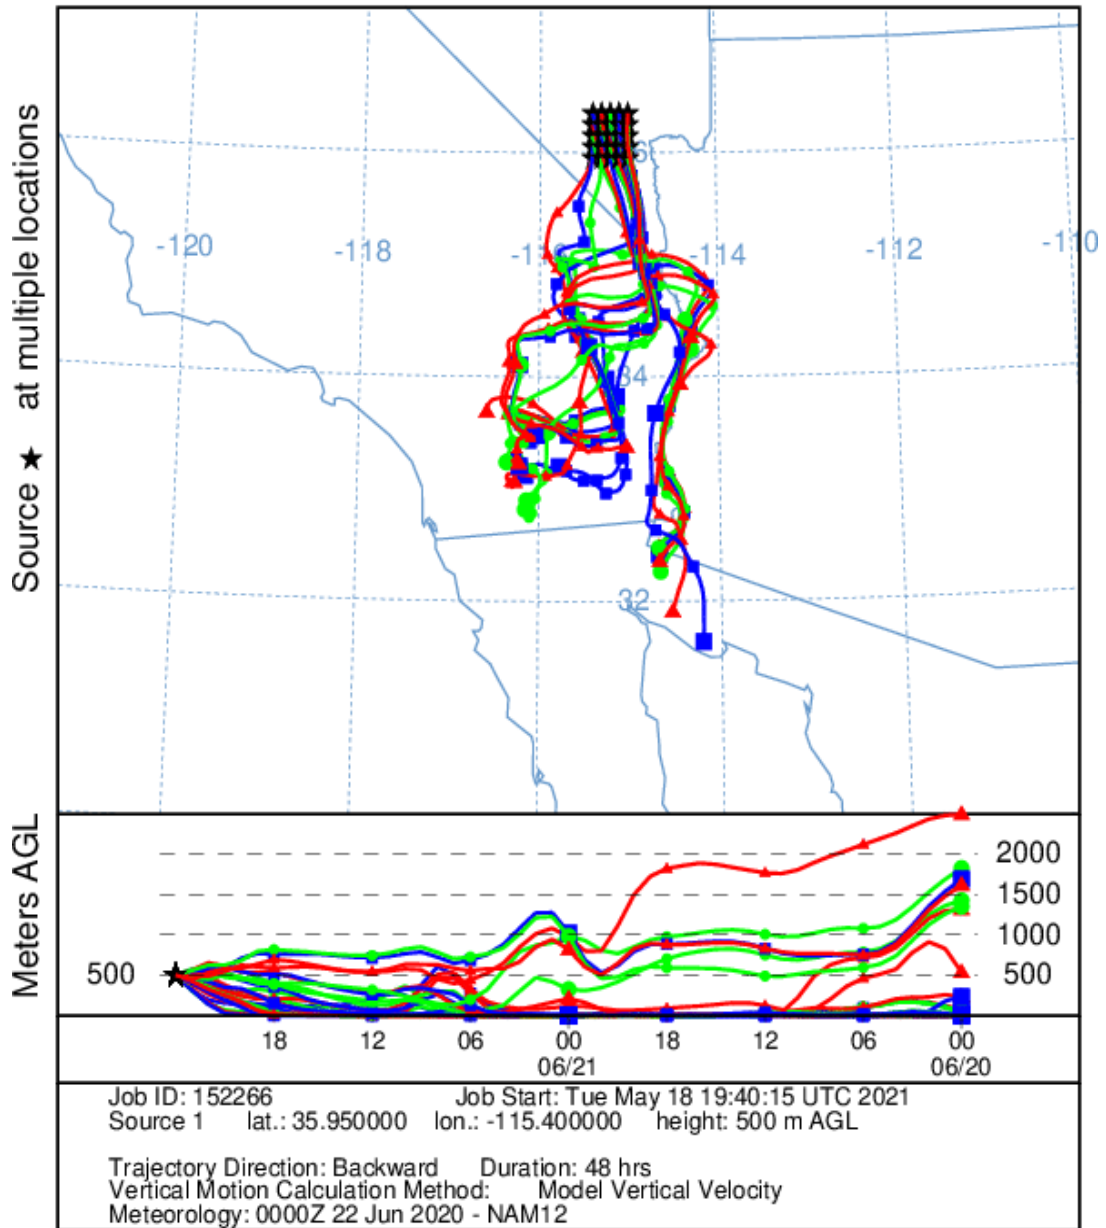 Source ★ at multiple locations
-120
-118
-114
-112
-110
34
32
Meters AGL
2000
1500
1000
500
500
18 12 06 00 18 12 06 00
06/21 06/20
Job ID: 152266 Job Start: Tue May 18 19:40:15 UTC 2021
Source 1 lat.: 35.950000 lon.: -115.400000 height: 500 m AGL
Trajectory Direction: Backward Duration: 48 hrs
Vertical Motion Calculation Method: Model Vertical Velocity
Meteorology: 0000Z 22 Jun 2020 - NAM12